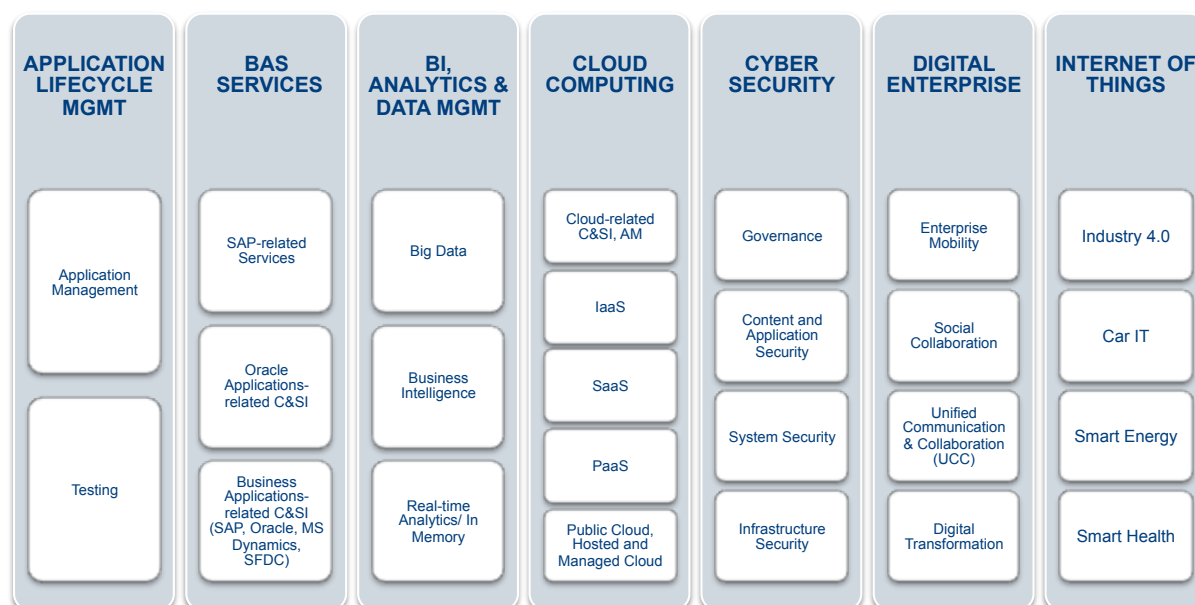 APPLICATION
LIFECYCLE
MGMT
Application
Management
Testing
BAS
SERVICES
SAP-related
Services
Oracle
Applications-
related C&SI
Business
Applications-
related C&SI
(SAP, Oracle, MS
Dynamics,
SFDC)
BI,
ANALYTICS &
DATA MGMT
Big Data
Business
Intelligence
Real-time
Analytics/ In
Memory
CLOUD
COMPUTING
Cloud-related
C&SI, AM
IaaS
SaaS
PaaS
Public Cloud,
Hosted and
Managed Cloud
CYBER
SECURITY
Governance
Content and
Application
Security
System Security
Infrastructure
Security
DIGITAL
ENTERPRISE
Enterprise
Mobility
Social
Collaboration
Unified
Communication
& Collaboration
(UCC)
Digital
Transformation
INTERNET OF
THINGS
Industry 4.0
Car IT
Smart Energy
Smart Health